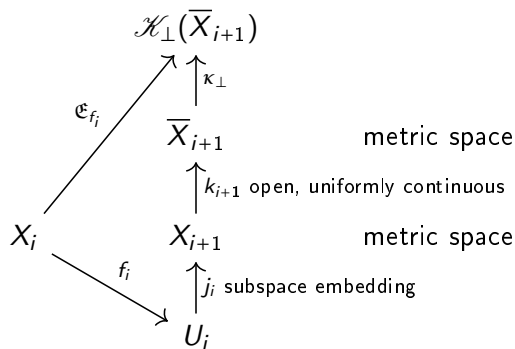 𝒦⊥(X̅ᵢ₊₁)
𝕰_fᵢ
κ⊥
X̅ᵢ₊₁ metric space
kᵢ₊₁ open, uniformly continuous
Xᵢ Xᵢ₊₁ metric space
fᵢ
jᵢ subspace embedding
Uᵢ